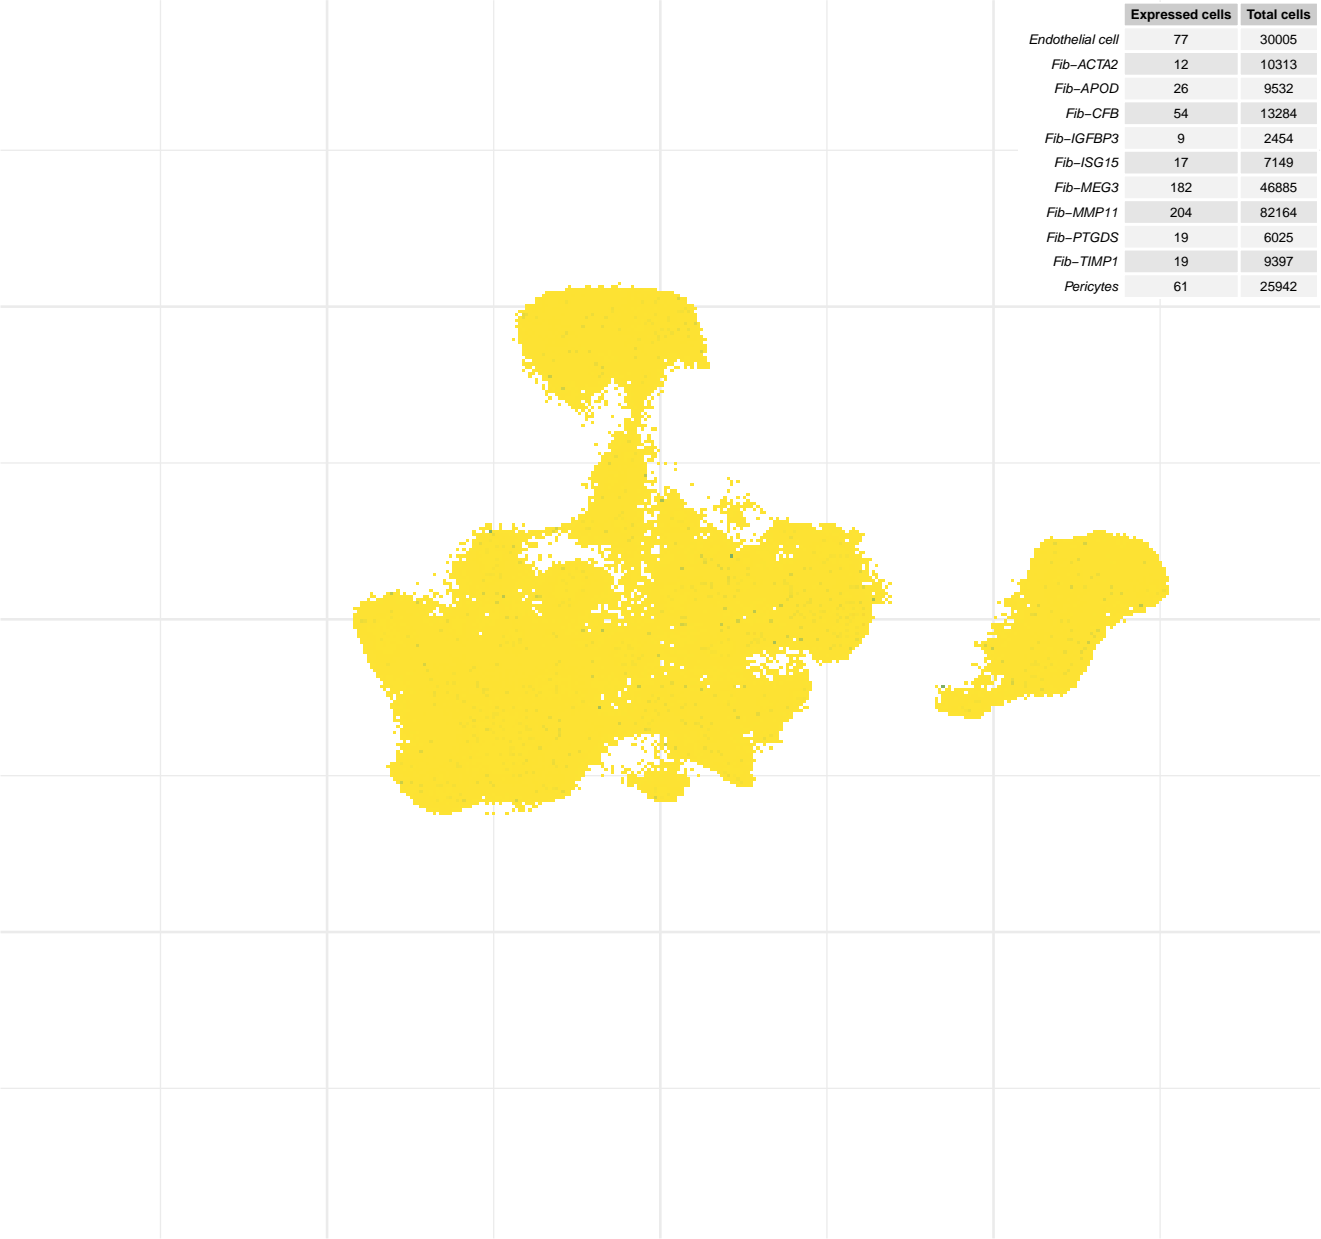 Expressed cells Total cells
Endothelial cell 77 30005
Fib−ACTA2 12 10313
Fib−APOD 26 9532
Fib−CFB 54 13284
Fib−IGFBP3 9 2454
Fib−ISG15 17 7149
Fib−MEG3 182 46885
Fib−MMP11 204 82164
Fib−PTGDS 19 6025
Fib−TIMP1 19 9397
Pericytes 61 25942